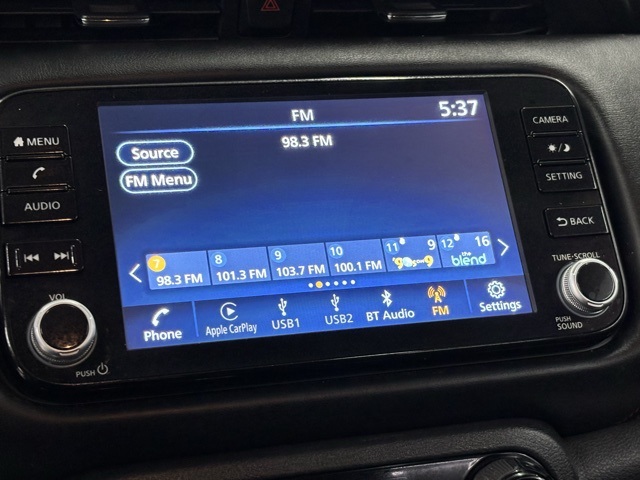 FM
5:37
98.3 FM
Source
FM Menu
7
98.3 FM
8
101.3 FM
9
103.7 FM
10
100.1 FM
11
9
12
16
the
blend
Phone
Apple CarPlay
USB1
USB2
BT Audio
FM
Settings
MENU
AUDIO
VOL
PUSH
CAMERA
SETTING
BACK
TUNE·SCROLL
PUSH
SOUND